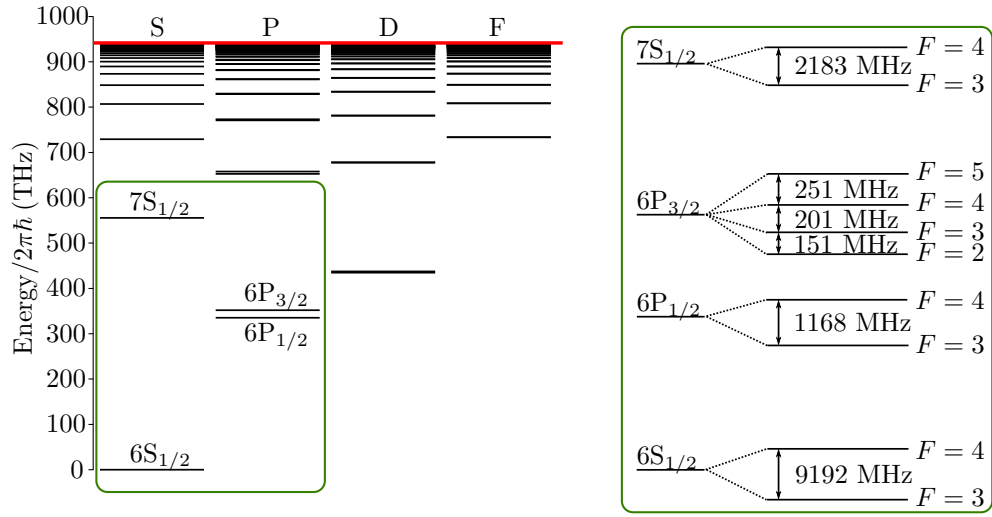 Energy/2πℏ (THz)
1000
900
800
700
600
500
400
300
200
100
0
S P D F
7S1/2
6P3/2
6P1/2
6S1/2
7S1/2
F = 4
2183 MHz
F = 3
6P3/2
F = 5
251 MHz
F = 4
201 MHz
F = 3
151 MHz
F = 2
6P1/2
F = 4
1168 MHz
F = 3
6S1/2
F = 4
9192 MHz
F = 3